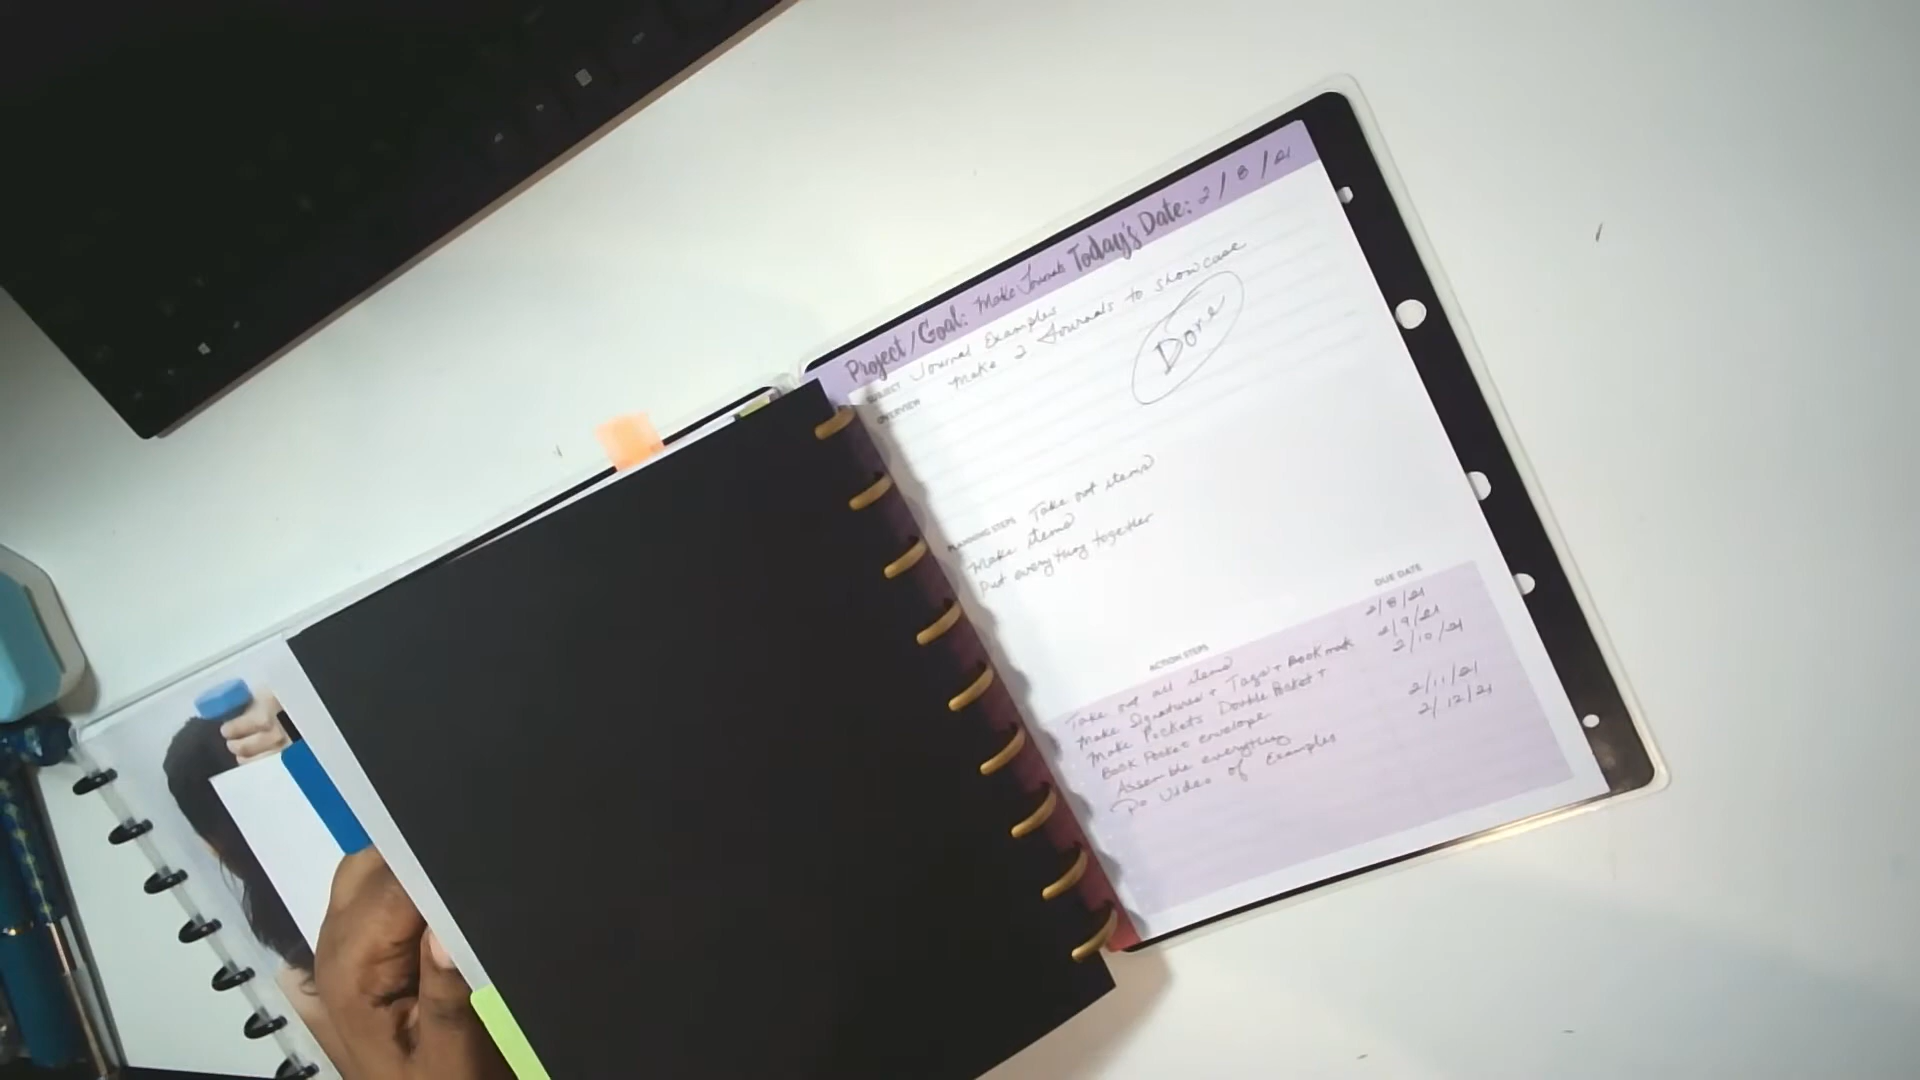 Project/Goal: Make Journals Today's Date: 2/8/21
SUBJECT Journal Examples
OVERVIEW Make 2 Journals to showcase
Done
PLANNING STEPS Take out items
Make items
Put everything together
ACTION STEPS DUE DATE
Take out all items 2/8/21
Make Signatures + Tags + Bookmark 2/9/21
Make Pockets Double Pocket + 2/10/21
Back Pocket envelope
Assemble everything 2/11/21
Do Video of Examples 2/12/21